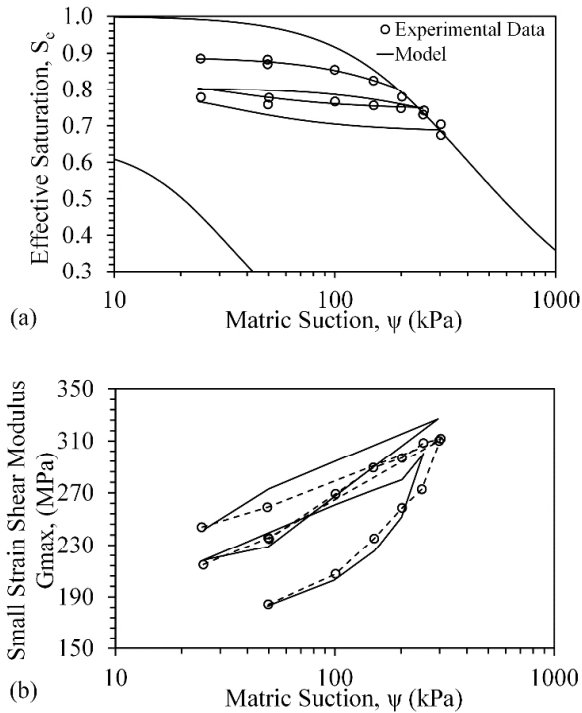 Effective Saturation, Se
1.0
0.9
0.8
0.7
0.6
0.5
0.4
0.3
Experimental Data
Model
10
100
1000
(a)
Matric Suction, ψ (kPa)
Small Strain Shear Modulus
Gmax, (MPa)
350
310
270
230
190
150
10
100
1000
(b)
Matric Suction, ψ (kPa)